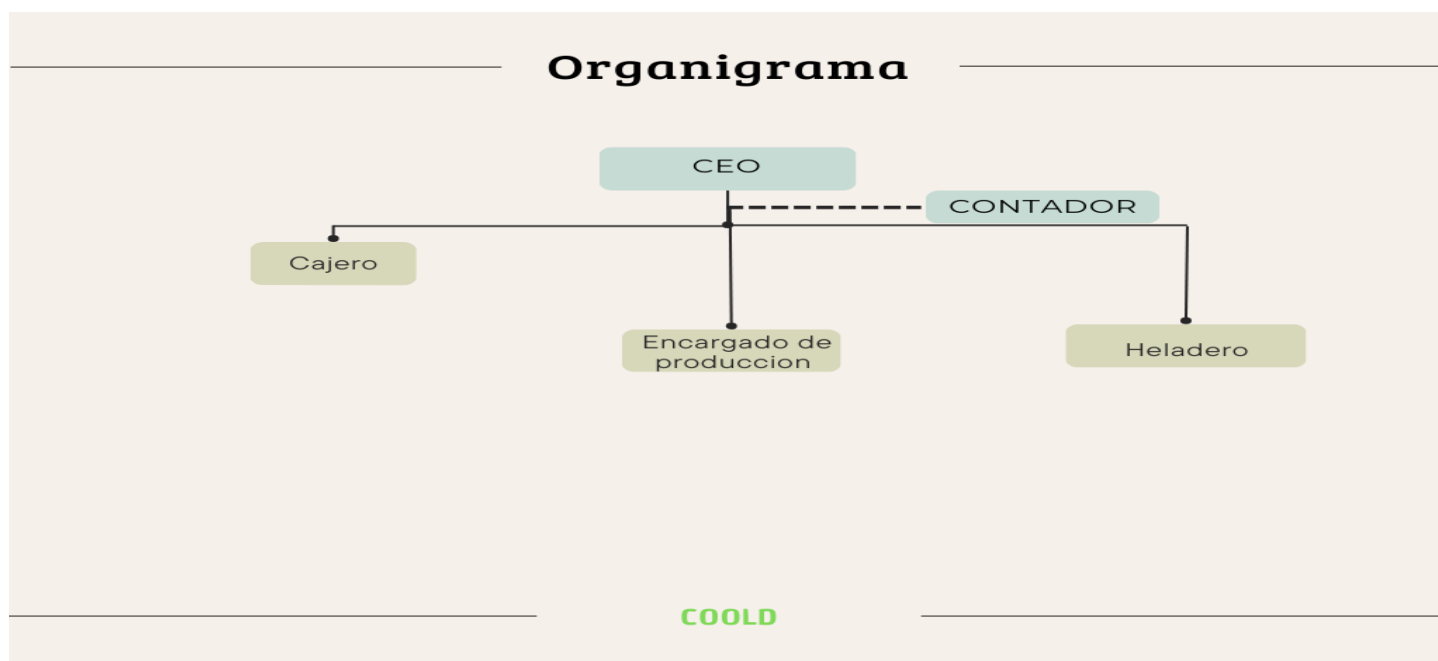 Organigrama
CEO
CONTADOR
Cajero
Encargado de
produccion
Heladero
COOLD